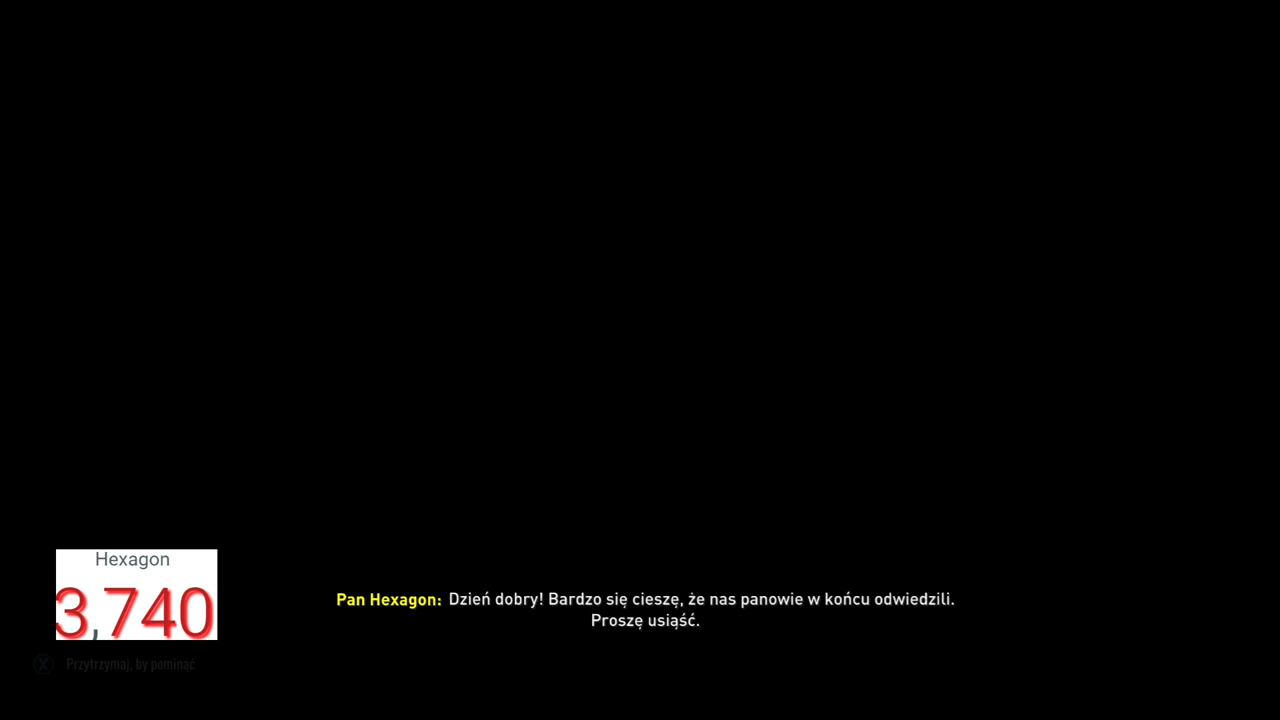 Hexagon
3,740
Pan Hexagon: Dzień dobry! Bardzo się cieszę, że nas panowie w końcu odwiedzili.
Proszę usiąść.
X Przytrzymaj, by pominąć